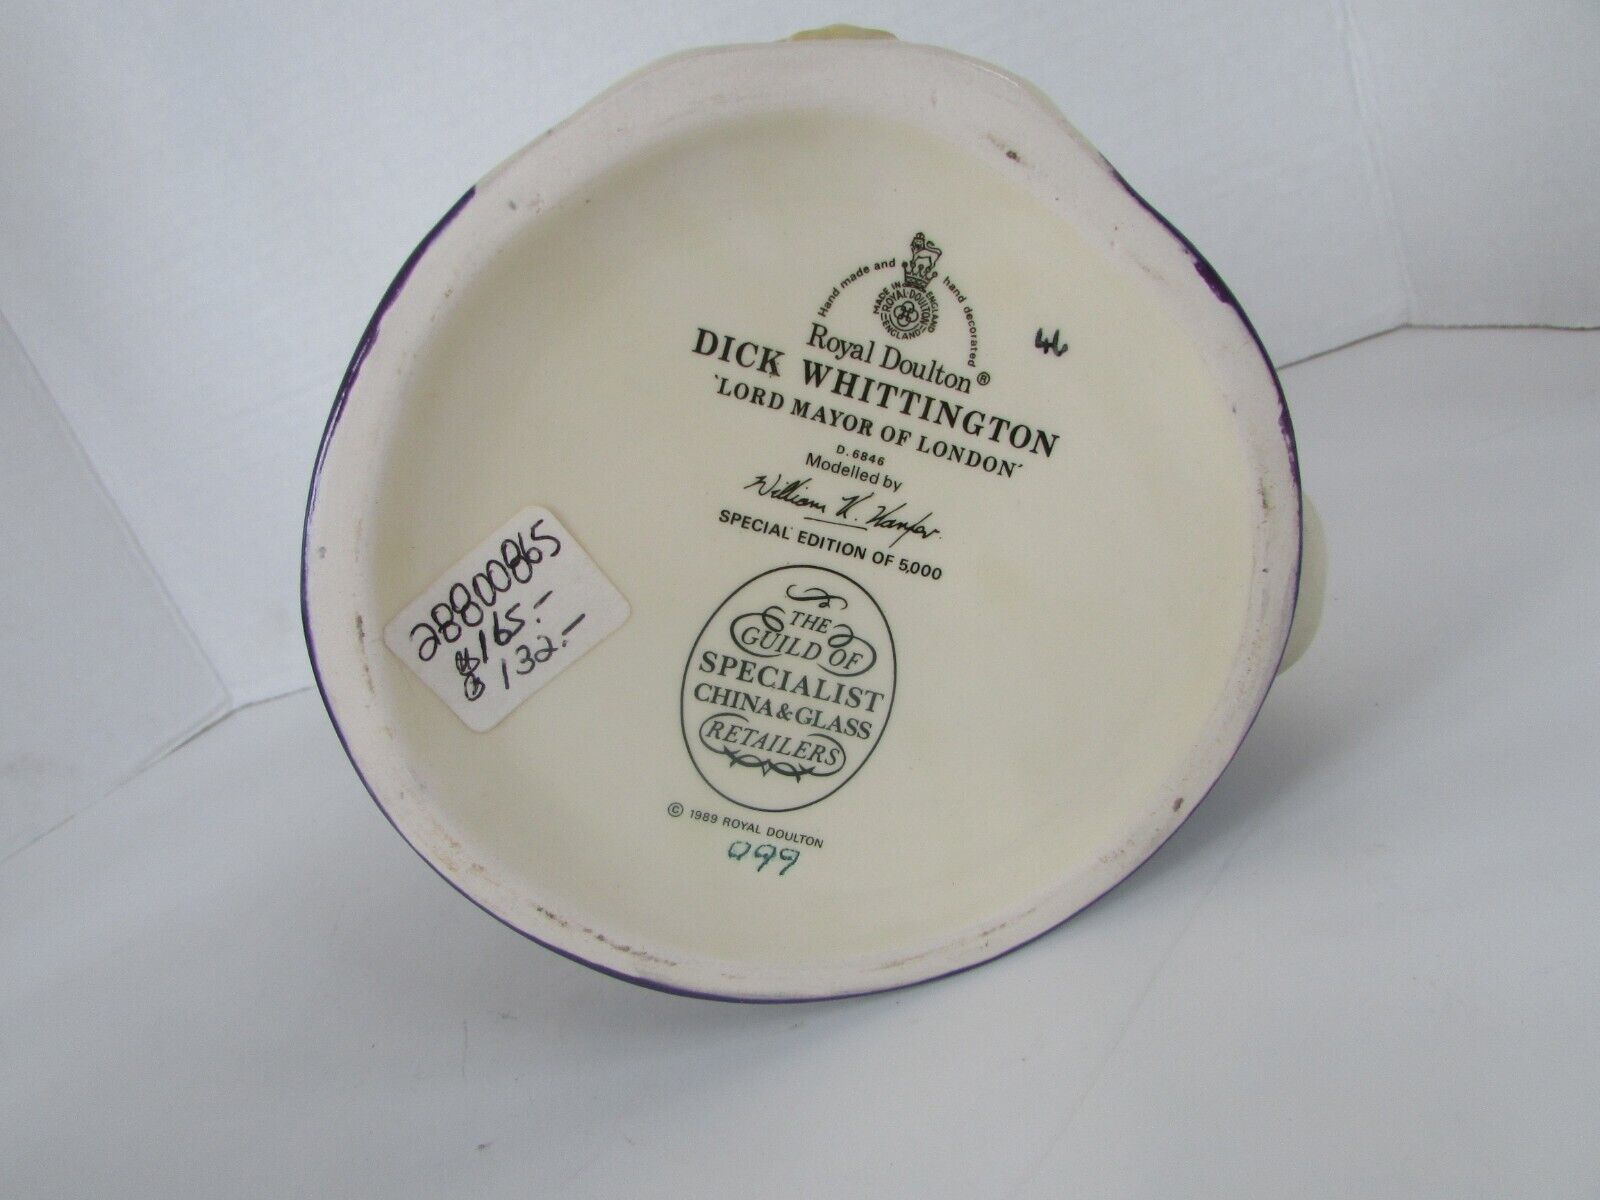 Hand made and hand decorated
MADE IN ENGLAND
ROYAL DOULTON
ENGLAND
Royal Doulton®
DICK WHITTINGTON
'LORD MAYOR OF LONDON'
D.6846
Modelled by
William K. Harper.
SPECIAL EDITION OF 5,000
THE
GUILD OF
SPECIALIST
CHINA & GLASS
RETAILERS
© 1989 ROYAL DOULTON
099
46
28800865
$165.-
$132.-